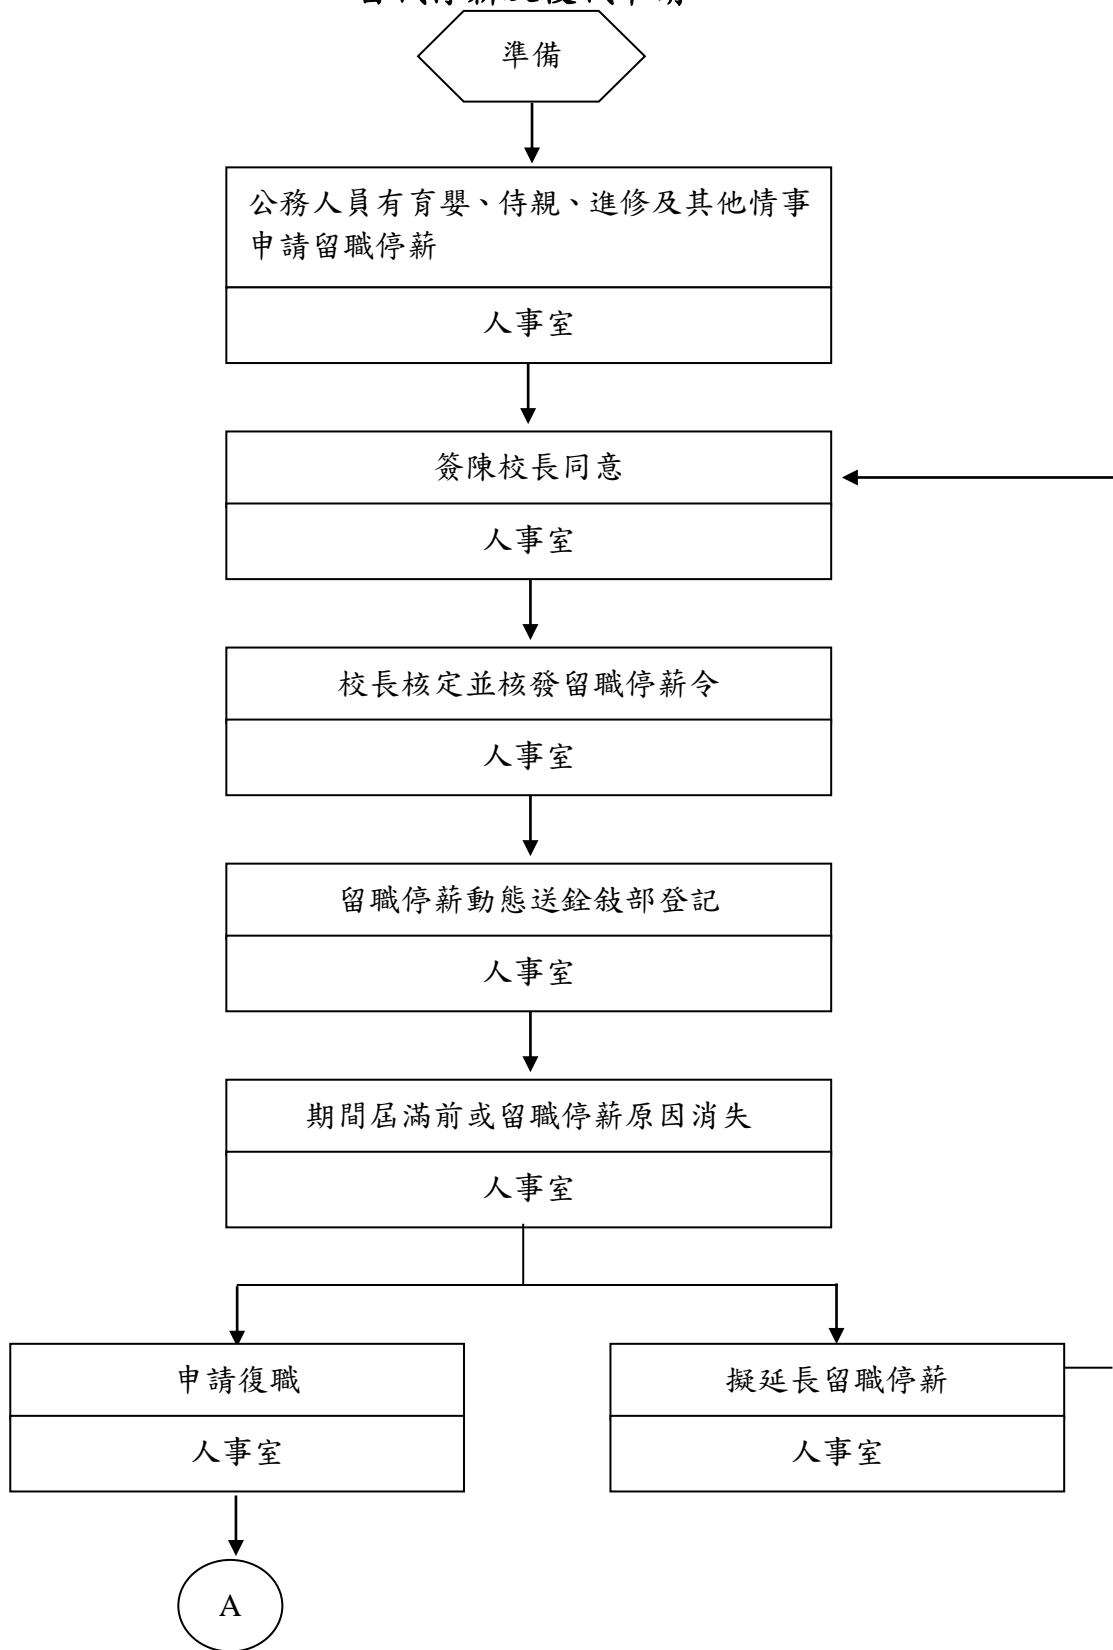 準備
公務人員有育嬰、侍親、進修及其他情事
申請留職停薪
人事室
簽陳校長同意
人事室
校長核定並核發留職停薪令
人事室
留職停薪動態送銓敍部登記
人事室
期間屆滿前或留職停薪原因消失
人事室
申請復職
人事室
擬延長留職停薪
人事室
A